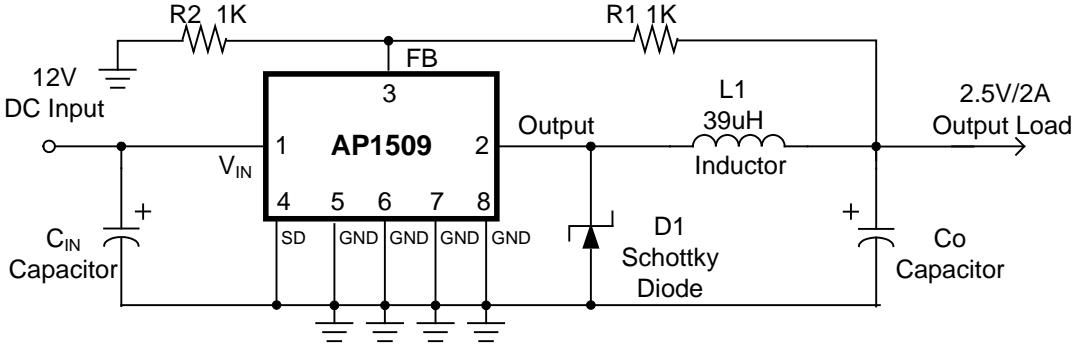 R2 1K
R1 1K
FB
12V
DC Input
3
L1
39uH
Inductor
2.5V/2A
Output Load
Output
1
AP1509
2
VIN
4
5
6
7
8
SD
GND
GND
GND
GND
CIN
Capacitor
D1
Schottky
Diode
Co
Capacitor
+
+